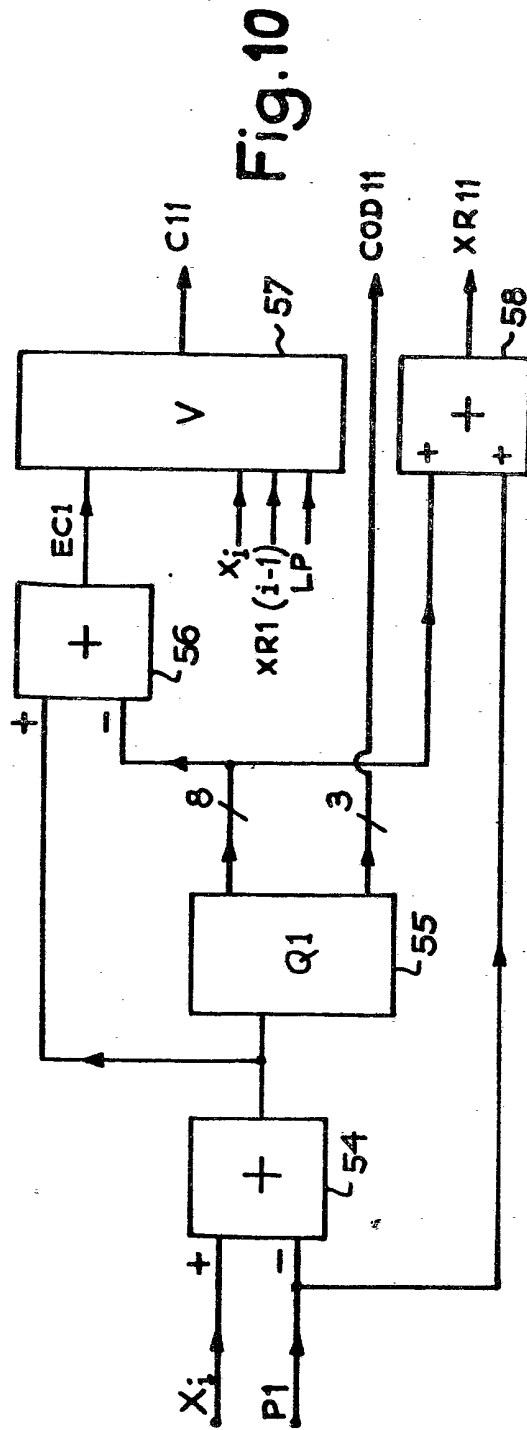 +
EC1
+
56
-
V
57
C11
Xi
XR1(i-1)
LP
Fig. 10
Xi
+
+
54
P1
-
Q1
55
8
3
COD11
+
+
+
58
XR11